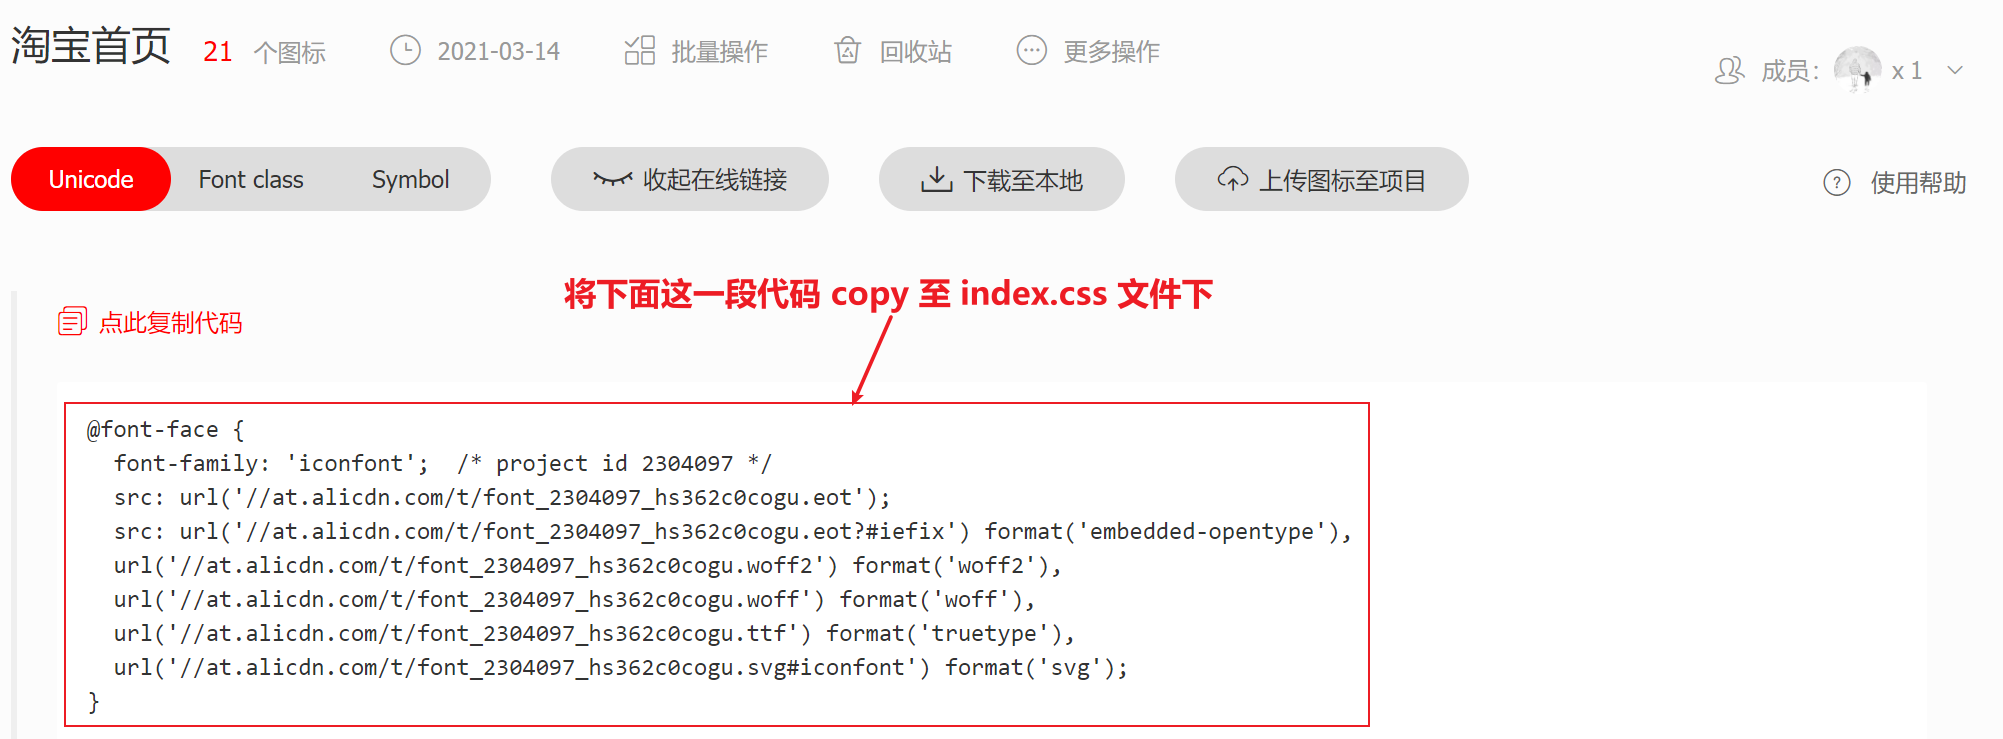 淘宝首页 21 个图标 2021-03-14 批量操作 回收站 更多操作
成员: x 1
Unicode Font class Symbol 收起在线链接 下载至本地 上传图标至项目 使用帮助
将下面这一段代码 copy 至 index.css 文件下
点此复制代码
@font-face {
  font-family: 'iconfont';  /* project id 2304097 */
  src: url('//at.alicdn.com/t/font_2304097_hs362c0cogu.eot');
  src: url('//at.alicdn.com/t/font_2304097_hs362c0cogu.eot?#iefix') format('embedded-opentype'),
  url('//at.alicdn.com/t/font_2304097_hs362c0cogu.woff2') format('woff2'),
  url('//at.alicdn.com/t/font_2304097_hs362c0cogu.woff') format('woff'),
  url('//at.alicdn.com/t/font_2304097_hs362c0cogu.ttf') format('truetype'),
  url('//at.alicdn.com/t/font_2304097_hs362c0cogu.svg#iconfont') format('svg');
}